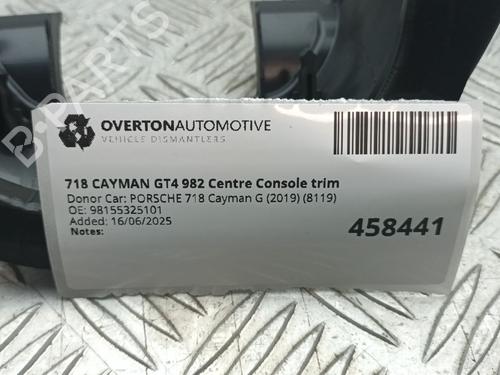 OVERTONAUTOMOTIVE
VEHICLE DISMANTLERS
718 CAYMAN GT4 982 Centre Console trim
Donor Car: PORSCHE 718 Cayman G (2019) (8119)
OE: 98155325101
Added: 16/06/2025
Notes:
458441